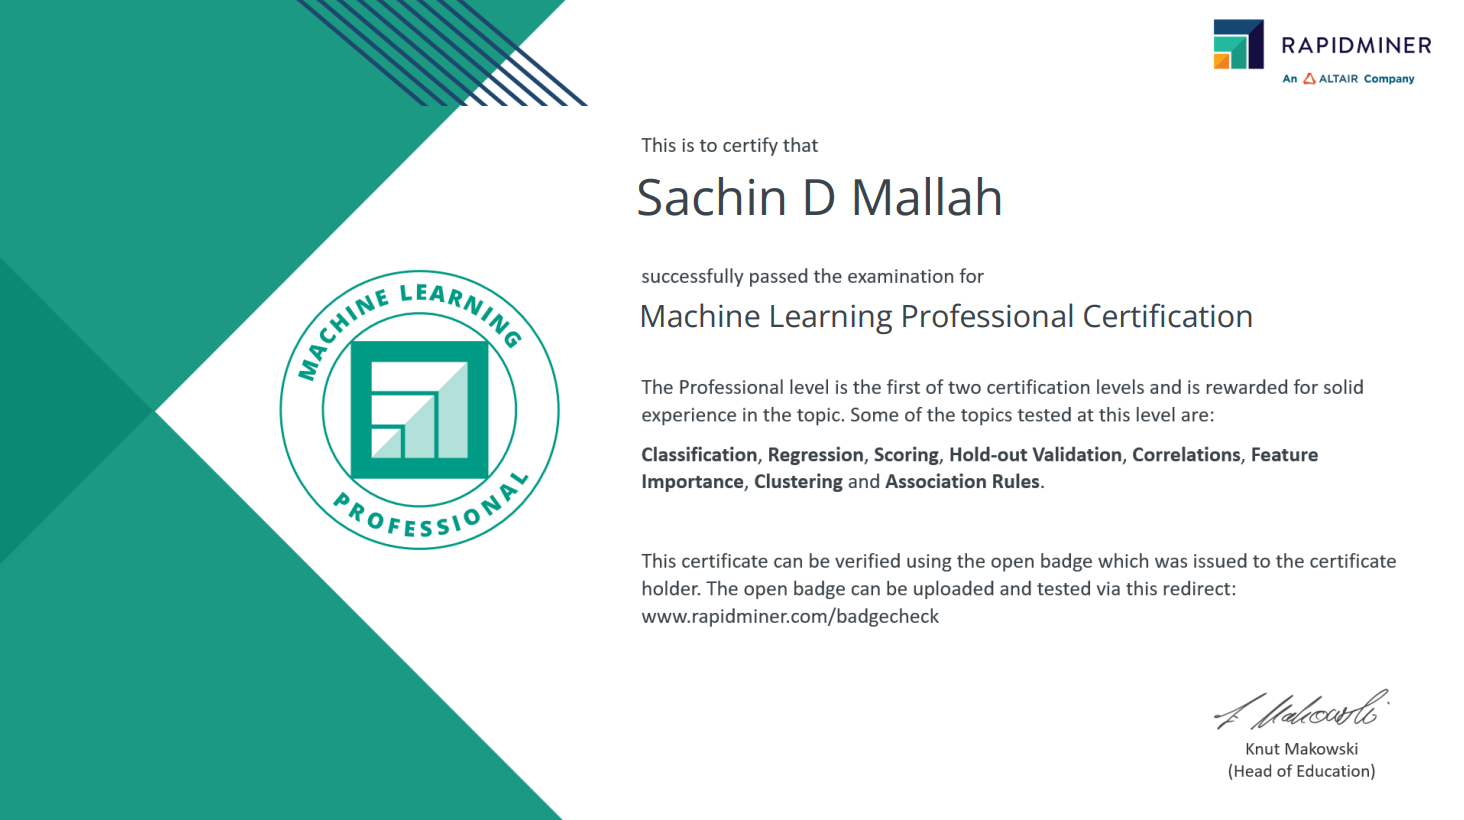 RAPIDMINER
An ALTAIR Company
This is to certify that
Sachin D Mallah
successfully passed the examination for
Machine Learning Professional Certification
MACHINE LEARNING
PROFESSIONAL
The Professional level is the first of two certification levels and is rewarded for solid
experience in the topic. Some of the topics tested at this level are:
Classification, Regression, Scoring, Hold-out Validation, Correlations, Feature
Importance, Clustering and Association Rules.
This certificate can be verified using the open badge which was issued to the certificate
holder. The open badge can be uploaded and tested via this redirect:
www.rapidminer.com/badgecheck
K Makowski
Knut Makowski
(Head of Education)